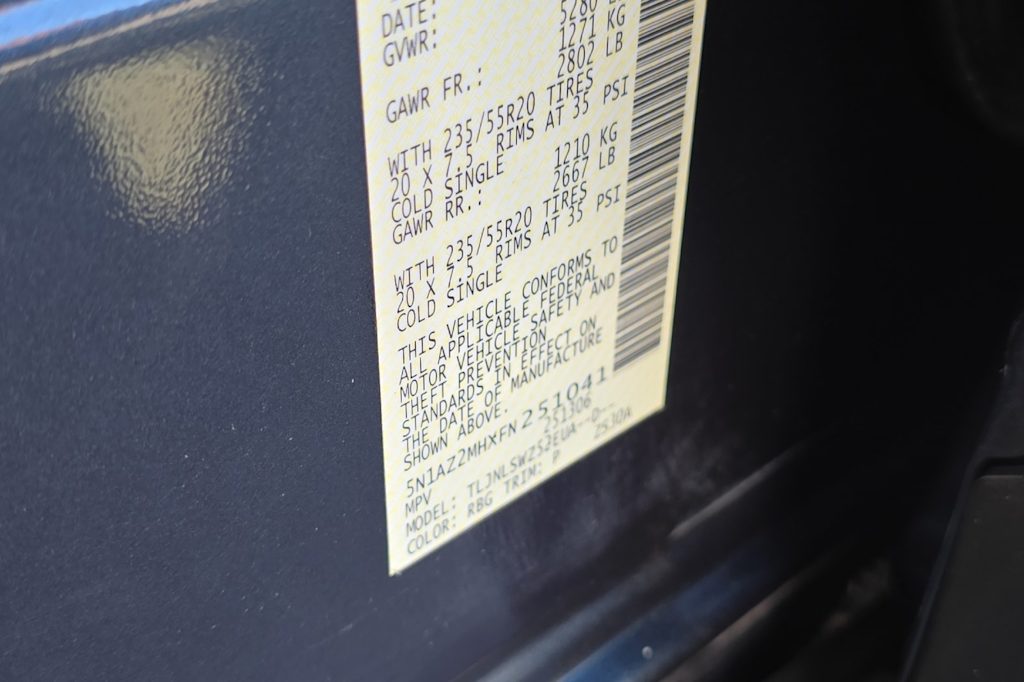 DATE:
GVWR: 5280
1271 KG
GAWR FR.: 2802 LB
WITH 235/55R20 TIRES
20 X 7.5 RIMS AT 35 PSI
COLD SINGLE
1210 KG
GAWR RR.: 2667 LB
WITH 235/55R20 TIRES
20 X 7.5 RIMS AT 35 PSI
COLD SINGLE
THIS VEHICLE CONFORMS TO
ALL APPLICABLE FEDERAL
MOTOR VEHICLE SAFETY AND
THEFT PREVENTION
STANDARDS IN EFFECT ON
THE DATE OF MANUFACTURE
SHOWN ABOVE.
5N1AZ2MHXFN251041
MPV 251306
MODEL: TLJNLSWZ52EUA--D--
COLOR: RBG TRIM: P